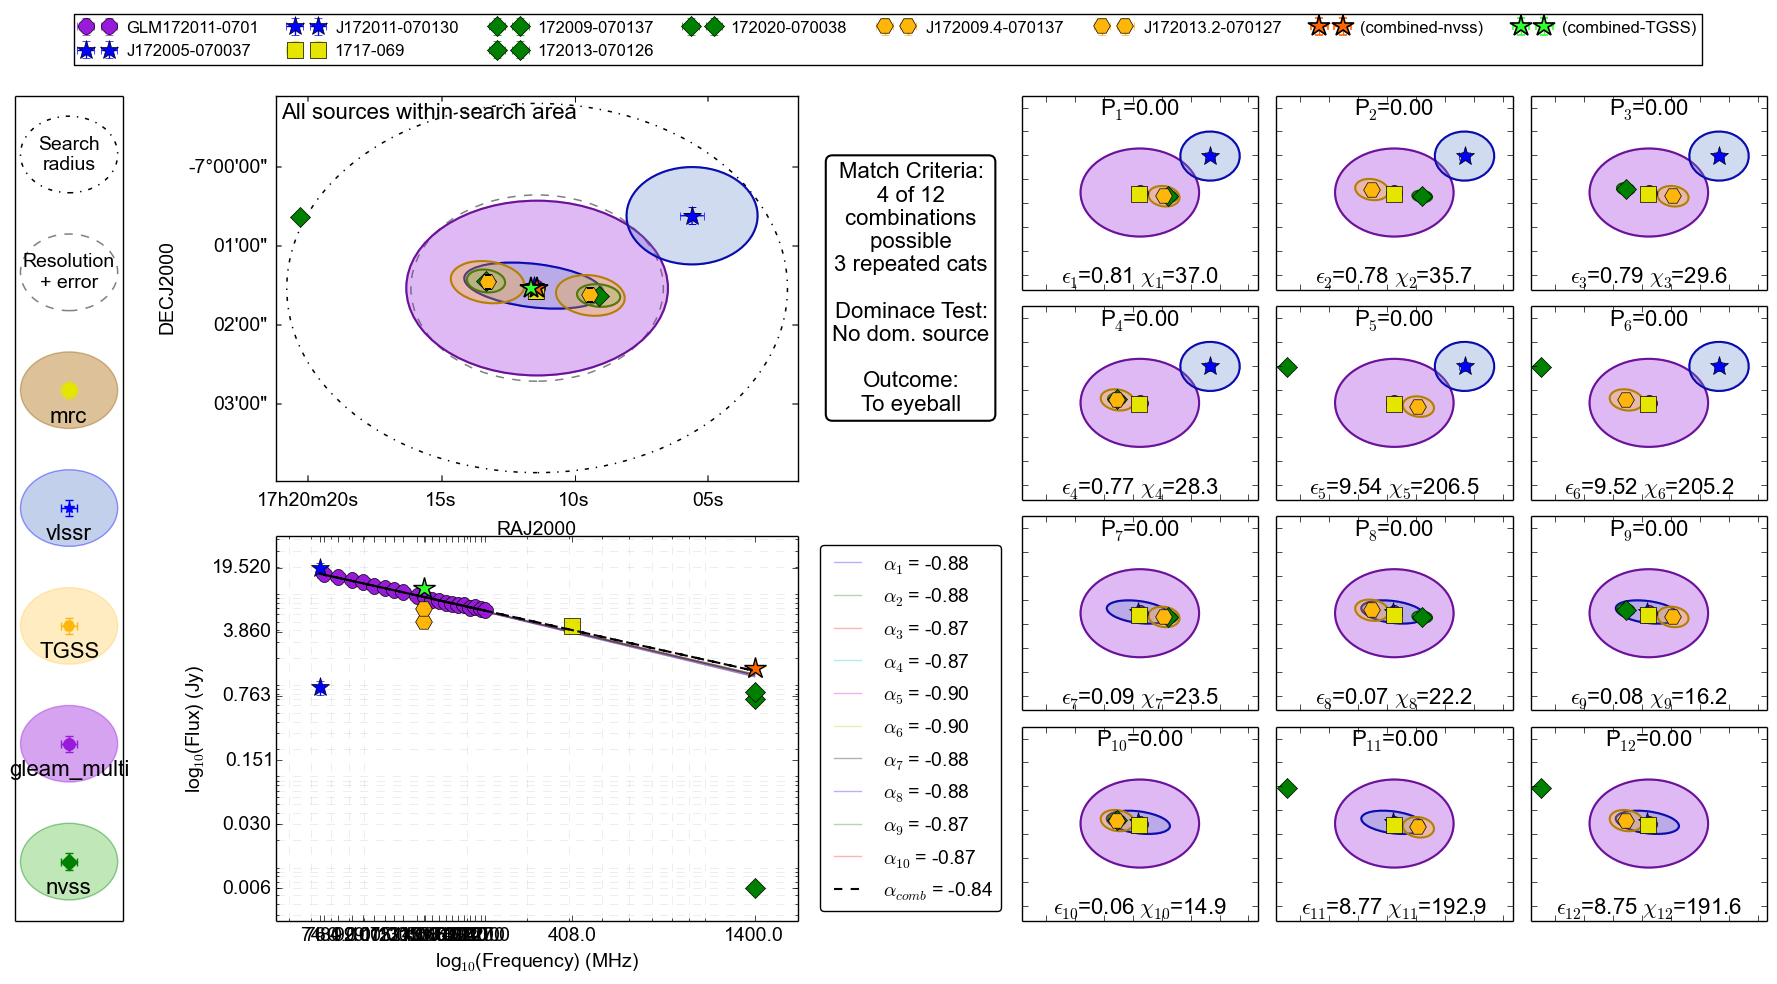 GLM172011-0701
J172011-070130
172009-070137
172020-070038
J172009.4-070137
J172013.2-070127
(combined-nvss)
(combined-TGSS)
J172005-070037
1717-069
172013-070126
Search
radius
Resolution
+ error
mrc
vlssr
TGSS
gleam_multi
nvss
All sources within search area
DECJ2000
-7°00'00"
01'00"
02'00"
03'00"
17h20m20s
15s
10s
05s
RAJ2000
Match Criteria:
4 of 12
combinations
possible
3 repeated cats
Dominace Test:
No dom. source
Outcome:
To eyeball
log10(Flux) (Jy)
19.520
3.860
0.763
0.151
0.030
0.006
408.0
1400.0
log10(Frequency) (MHz)
α1 = -0.88
α2 = -0.88
α3 = -0.87
α4 = -0.87
α5 = -0.90
α6 = -0.90
α7 = -0.88
α8 = -0.88
α9 = -0.87
α10 = -0.87
αcomb = -0.84
P1=0.00
ϵ1=0.81 χ1=37.0
P2=0.00
ϵ2=0.78 χ2=35.7
P3=0.00
ϵ3=0.79 χ3=29.6
P4=0.00
ϵ4=0.77 χ4=28.3
P5=0.00
ϵ5=9.54 χ5=206.5
P6=0.00
ϵ6=9.52 χ6=205.2
P7=0.00
ϵ7=0.09 χ7=23.5
P8=0.00
ϵ8=0.07 χ8=22.2
P9=0.00
ϵ9=0.08 χ9=16.2
P10=0.00
ϵ10=0.06 χ10=14.9
P11=0.00
ϵ11=8.77 χ11=192.9
P12=0.00
ϵ12=8.75 χ12=191.6